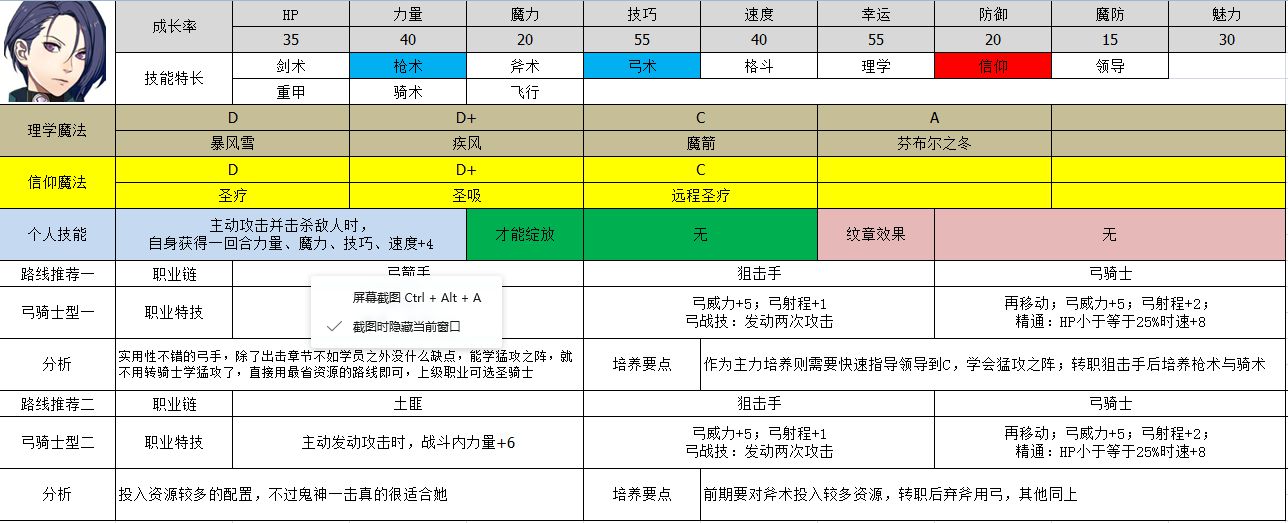 成长率 HP 力量 魔力 技巧 速度 幸运 防御 魔防 魅力
35 40 20 55 40 55 20 15 30
技能特长 剑术 枪术 斧术 弓术 格斗 理学 信仰 领导
重甲 骑术 飞行
理学魔法 D D+ C A
暴风雪 疾风 魔箭 芬布尔之冬
信仰魔法 D D+ C
圣疗 圣吸 远程圣疗
个人技能 主动攻击并击杀敌人时，
自身获得一回合力量、魔力、技巧、速度+4
才能绽放 无 纹章效果 无
路线推荐一 职业链 弓箭手 狙击手 弓骑士
屏幕截图 Ctrl + Alt + A
截图时隐藏当前窗口
弓骑士型一 职业特技
弓威力+5；弓射程+1
弓战技：发动两次攻击
再移动；弓威力+5；弓射程+2；
精通：HP小于等于25%时速+8
分析
实用性不错的弓手，除了出击章节不如学员之外没什么缺点，能学猛攻之阵，就
不用转骑士学猛攻了，直接用最省资源的路线即可，上级职业可选圣骑士
培养要点 作为主力培养则需要快速指导领导到C，学会猛攻之阵；转职狙击手后培养枪术与骑术
路线推荐二 职业链 土匪 狙击手 弓骑士
弓骑士型二 职业特技 主动发动攻击时，战斗内力量+6
弓威力+5；弓射程+1
弓战技：发动两次攻击
再移动；弓威力+5；弓射程+2；
精通：HP小于等于25%时速+8
分析 投入资源较多的配置，不过鬼神一击真的很适合她
培养要点 前期要对斧术投入较多资源，转职后弃斧用弓，其他同上